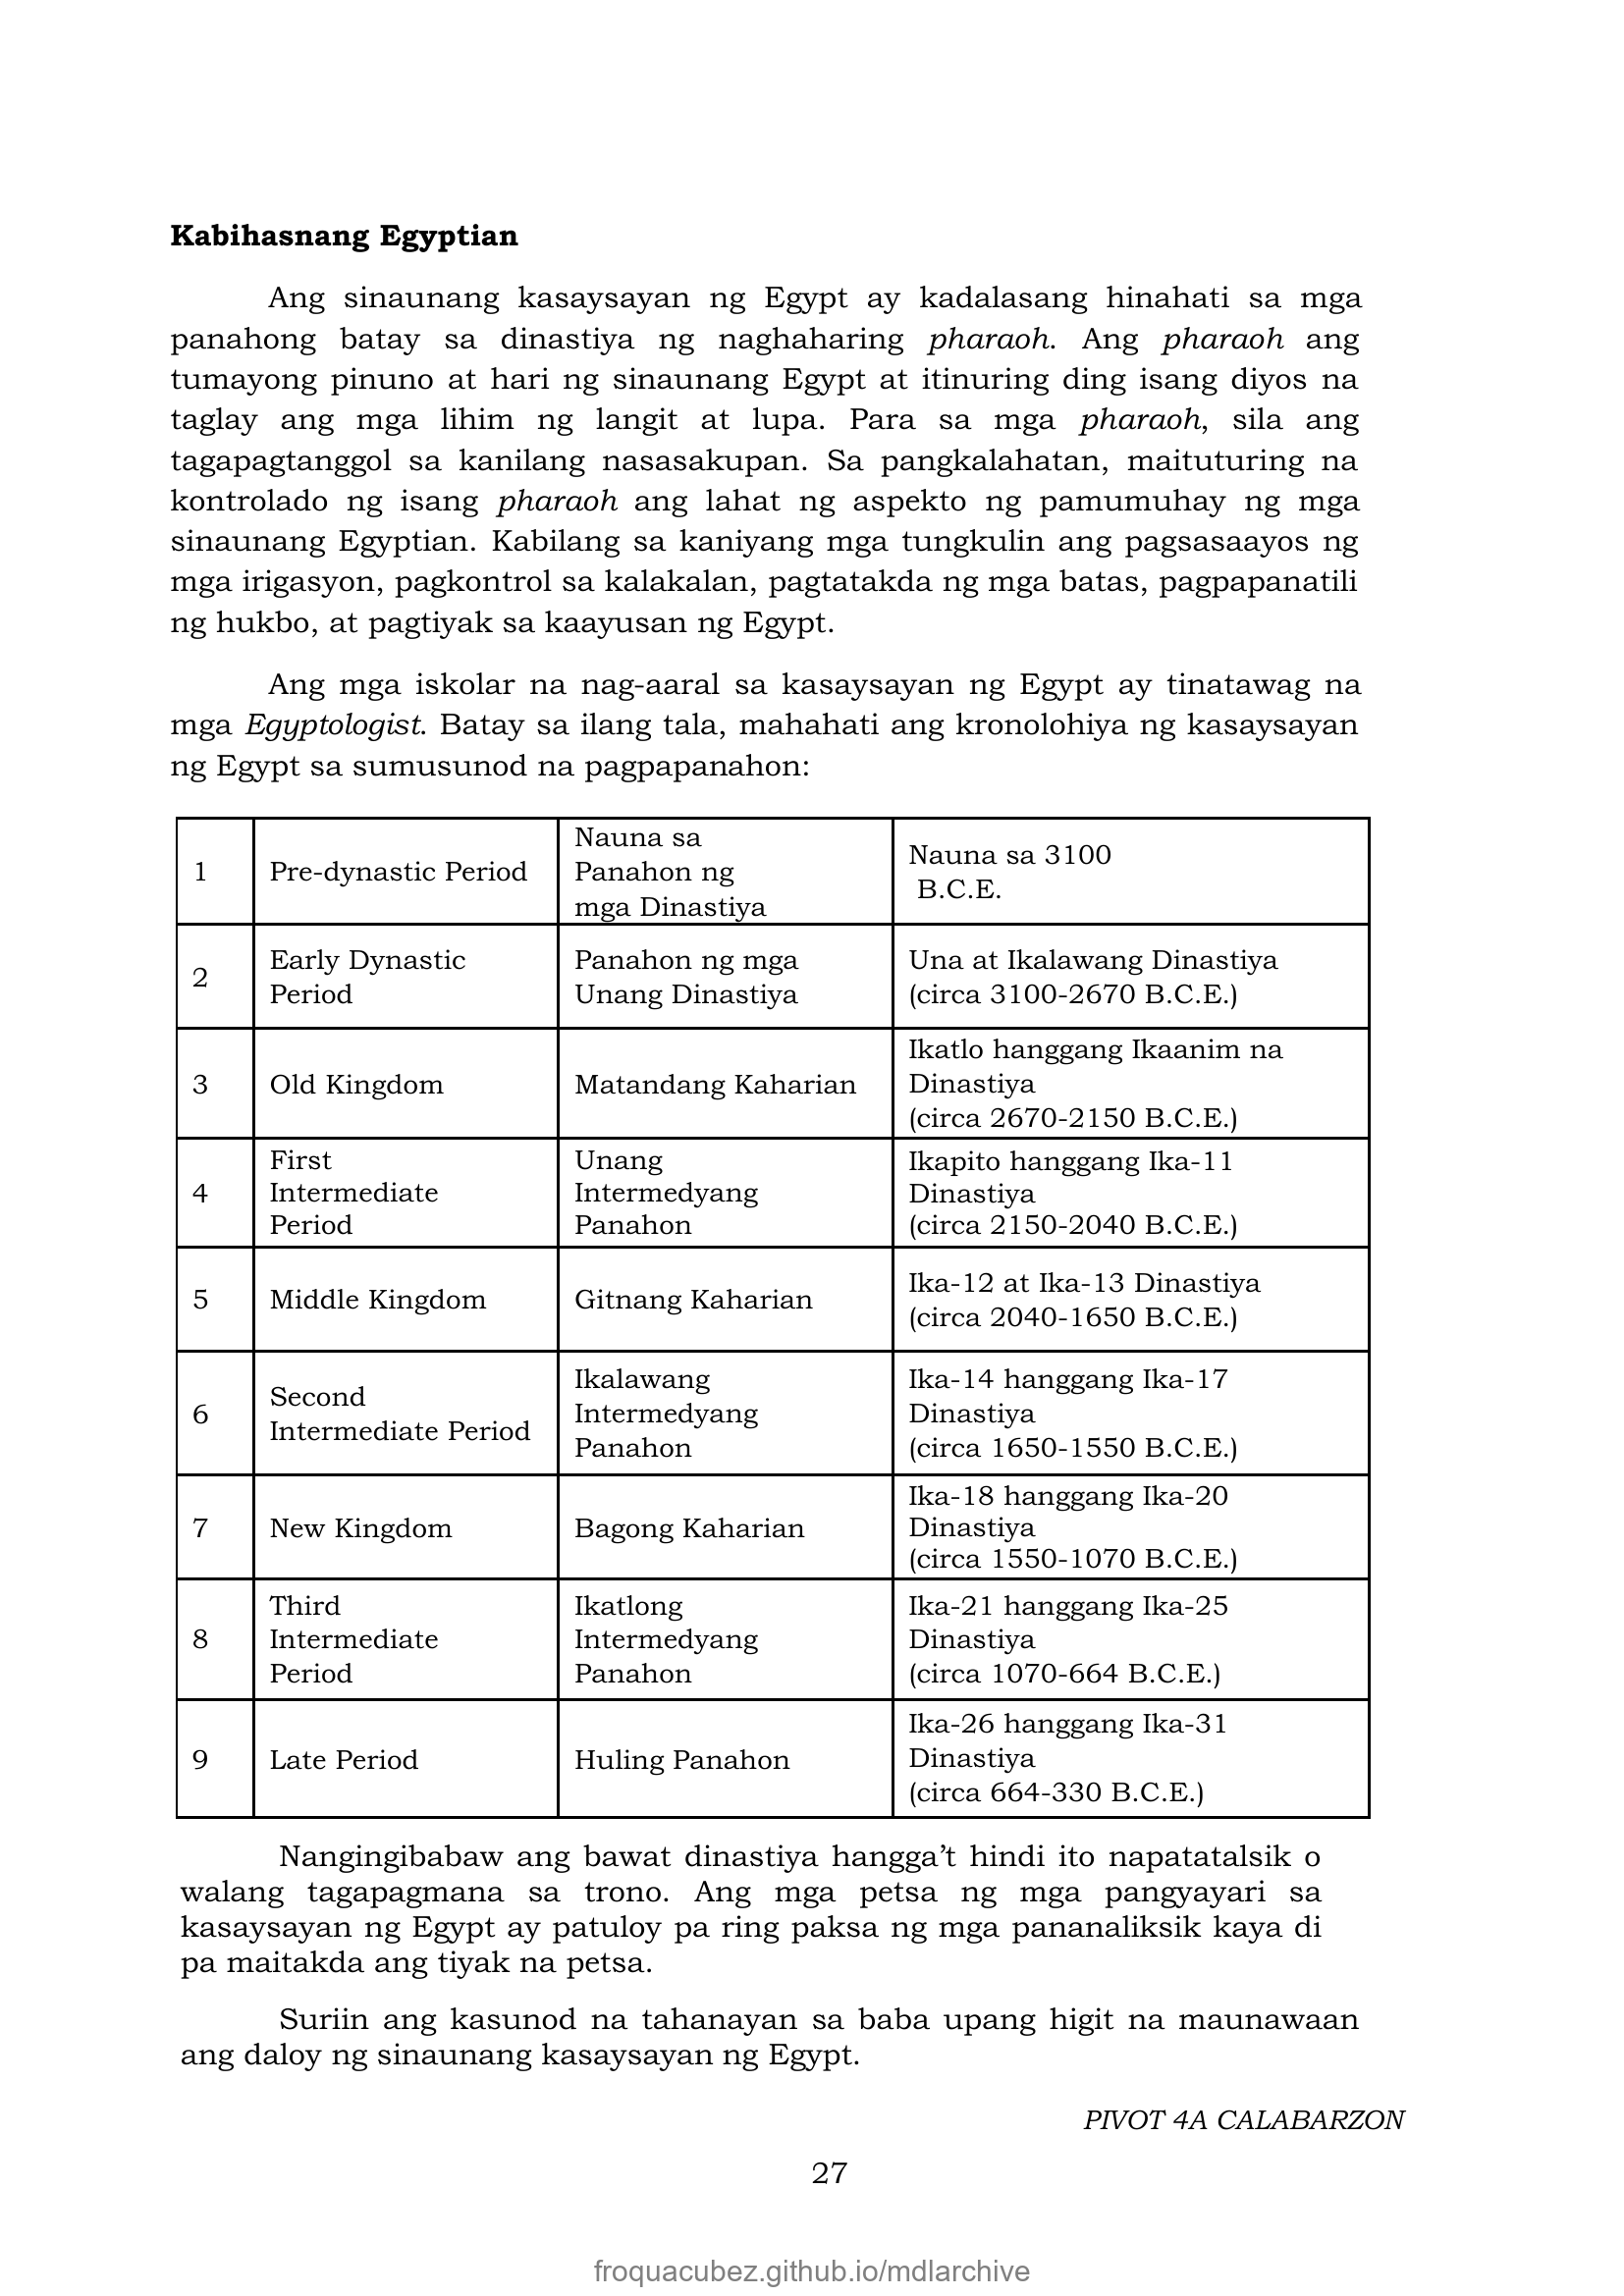 Kabihasnang Egyptian
Ang sinaunang kasaysayan ng Egypt ay kadalasang hinahati sa mga
panahong batay sa dinastiya ng naghaharing pharaoh. Ang pharaoh ang
tumayong pinuno at hari ng sinaunang Egypt at itinuring ding isang diyos na
taglay ang mga lihim ng langit at lupa. Para sa mga pharaoh, sila ang
tagapagtanggol sa kanilang nasasakupan. Sa pangkalahatan, maituturing na
kontrolado ng isang pharaoh ang lahat ng aspekto ng pamumuhay ng mga
sinaunang Egyptian. Kabilang sa kaniyang mga tungkulin ang pagsasaayos ng
mga irigasyon, pagkontrol sa kalakalan, pagtatakda ng mga batas, pagpapanatili
ng hukbo, at pagtiyak sa kaayusan ng Egypt.
Ang mga iskolar na nag-aaral sa kasaysayan ng Egypt ay tinatawag na
mga Egyptologist. Batay sa ilang tala, mahahati ang kronolohiya ng kasaysayan
ng Egypt sa sumusunod na pagpapanahon:
1
Pre-dynastic Period
Nauna sa
Panahon ng
mga Dinastiya
Nauna sa 3100
B.C.E.
2
Early Dynastic
Period
Panahon ng mga
Unang Dinastiya
Una at Ikalawang Dinastiya
(circa 3100-2670 B.C.E.)
3
Old Kingdom
Matandang Kaharian
Ikatlo hanggang Ikaanim na
Dinastiya
(circa 2670-2150 B.C.E.)
4
First
Intermediate
Period
Unang
Intermedyang
Panahon
Ikapito hanggang Ika-11
Dinastiya
(circa 2150-2040 B.C.E.)
5
Middle Kingdom
Gitnang Kaharian
Ika-12 at Ika-13 Dinastiya
(circa 2040-1650 B.C.E.)
6
Second
Intermediate Period
Ikalawang
Intermedyang
Panahon
Ika-14 hanggang Ika-17
Dinastiya
(circa 1650-1550 B.C.E.)
7
New Kingdom
Bagong Kaharian
Ika-18 hanggang Ika-20
Dinastiya
(circa 1550-1070 B.C.E.)
8
Third
Intermediate
Period
Ikatlong
Intermedyang
Panahon
Ika-21 hanggang Ika-25
Dinastiya
(circa 1070-664 B.C.E.)
9
Late Period
Huling Panahon
Ika-26 hanggang Ika-31
Dinastiya
(circa 664-330 B.C.E.)
Nangingibabaw ang bawat dinastiya hangga’t hindi ito napatatalsik o
walang tagapagmana sa trono. Ang mga petsa ng mga pangyayari sa
kasaysayan ng Egypt ay patuloy pa ring paksa ng mga pananaliksik kaya di
pa maitakda ang tiyak na petsa.
Suriin ang kasunod na tahanayan sa baba upang higit na maunawaan
ang daloy ng sinaunang kasaysayan ng Egypt.
PIVOT 4A CALABARZON
27
froquacubez.github.io/mdlarchive